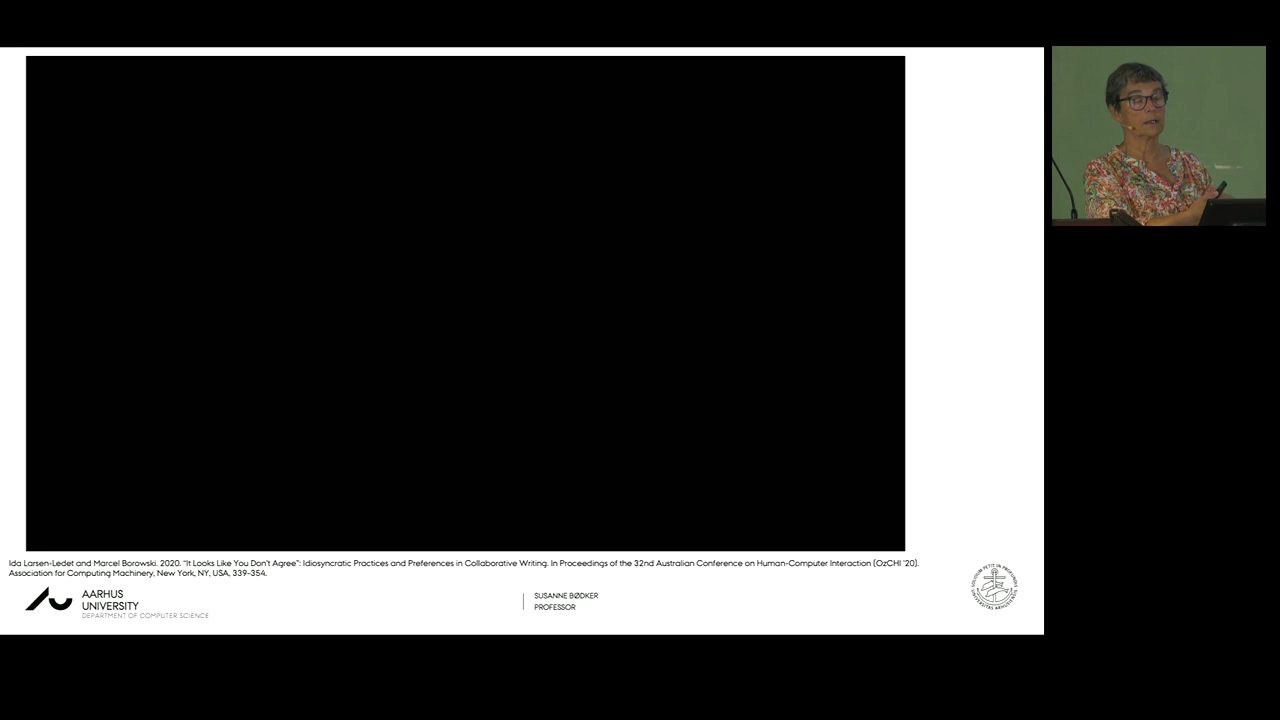 Ida Larsen-Ledet and Marcel Borowski. 2020. "It Looks Like You Don't Agree": Idiosyncratic Practices and Preferences in Collaborative Writing. In Proceedings of the 32nd Australian Conference on Human-Computer Interaction (OzCHI '20).
Association for Computing Machinery, New York, NY, USA, 339-354.
AARHUS
UNIVERSITY
DEPARTMENT OF COMPUTER SCIENCE
SUSANNE BØDKER
PROFESSOR